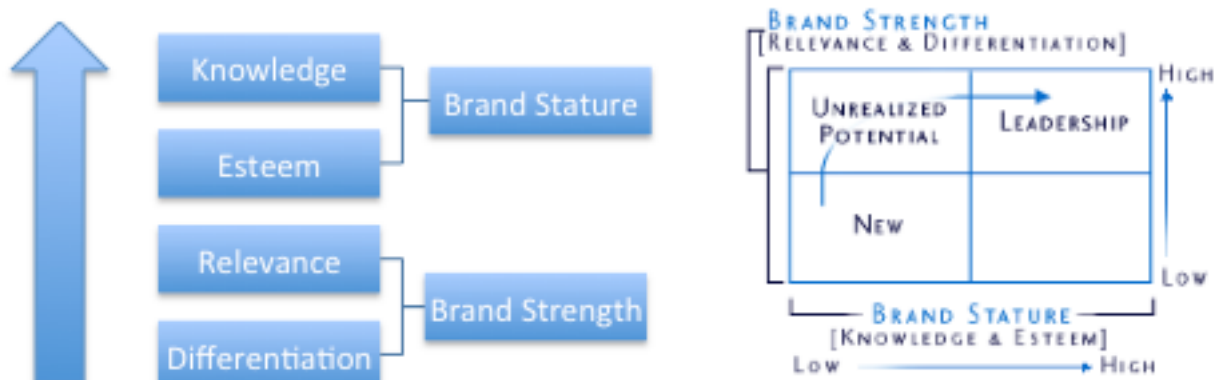 Knowledge
Brand Stature
Esteem
Relevance
Brand Strength
Differentiation
BRAND STRENGTH
[RELEVANCE & DIFFERENTIATION]
HIGH
UNREALIZED
POTENTIAL
LEADERSHIP
NEW
LOW
BRAND STATURE
[KNOWLEDGE & ESTEEM]
LOW HIGH